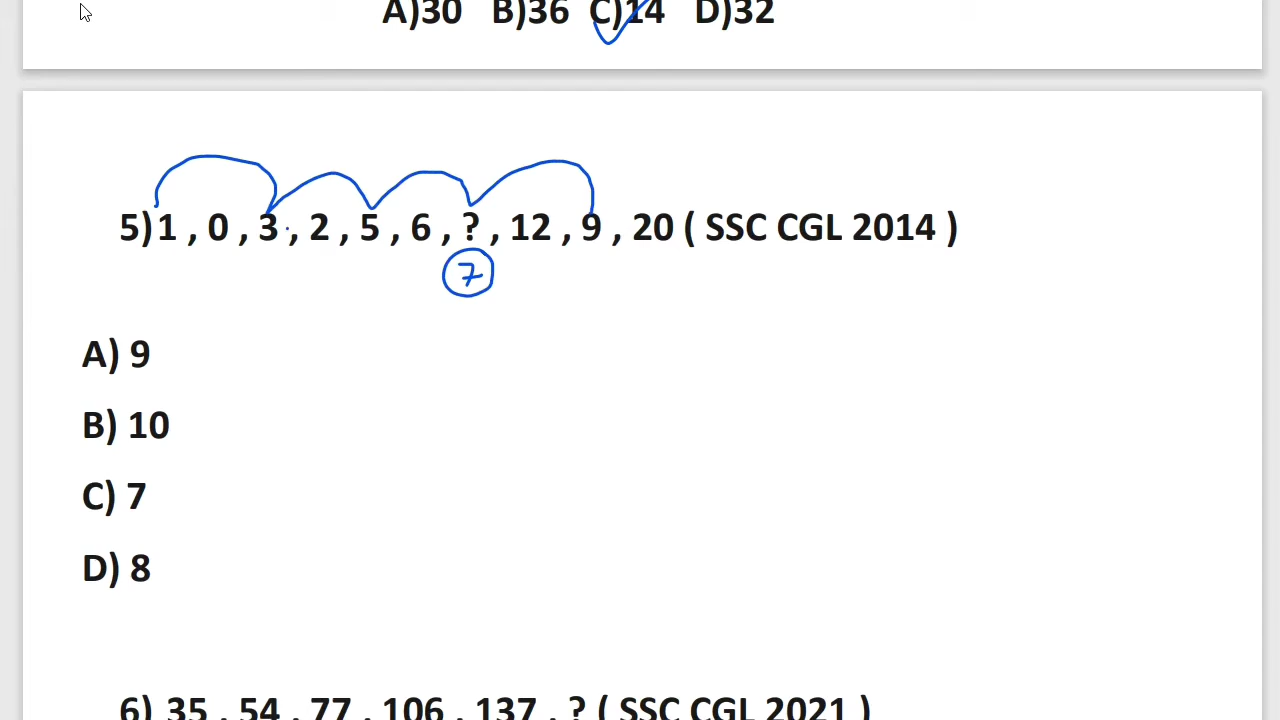 A)30 B)36 C)14 D)32
5)1 , 0 , 3 , 2 , 5 , 6 , ? , 12 , 9 , 20 ( SSC CGL 2014 )
7
A) 9
B) 10
C) 7
D) 8
6) 35 , 54 , 77 , 106 , 137 , ? ( SSC CGL 2021 )